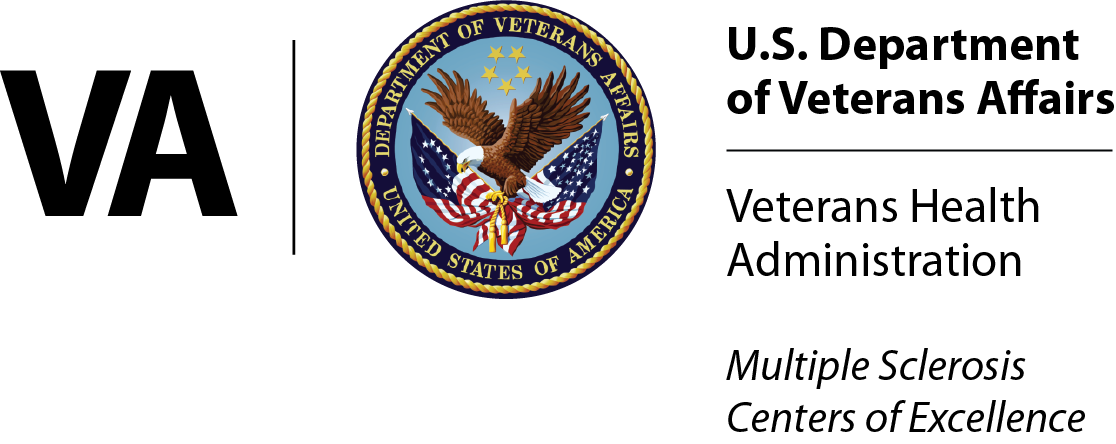 VA
DEPARTMENT OF VETERANS AFFAIRS
UNITED STATES OF AMERICA
U.S. Department
of Veterans Affairs
Veterans Health
Administration
Multiple Sclerosis
Centers of Excellence